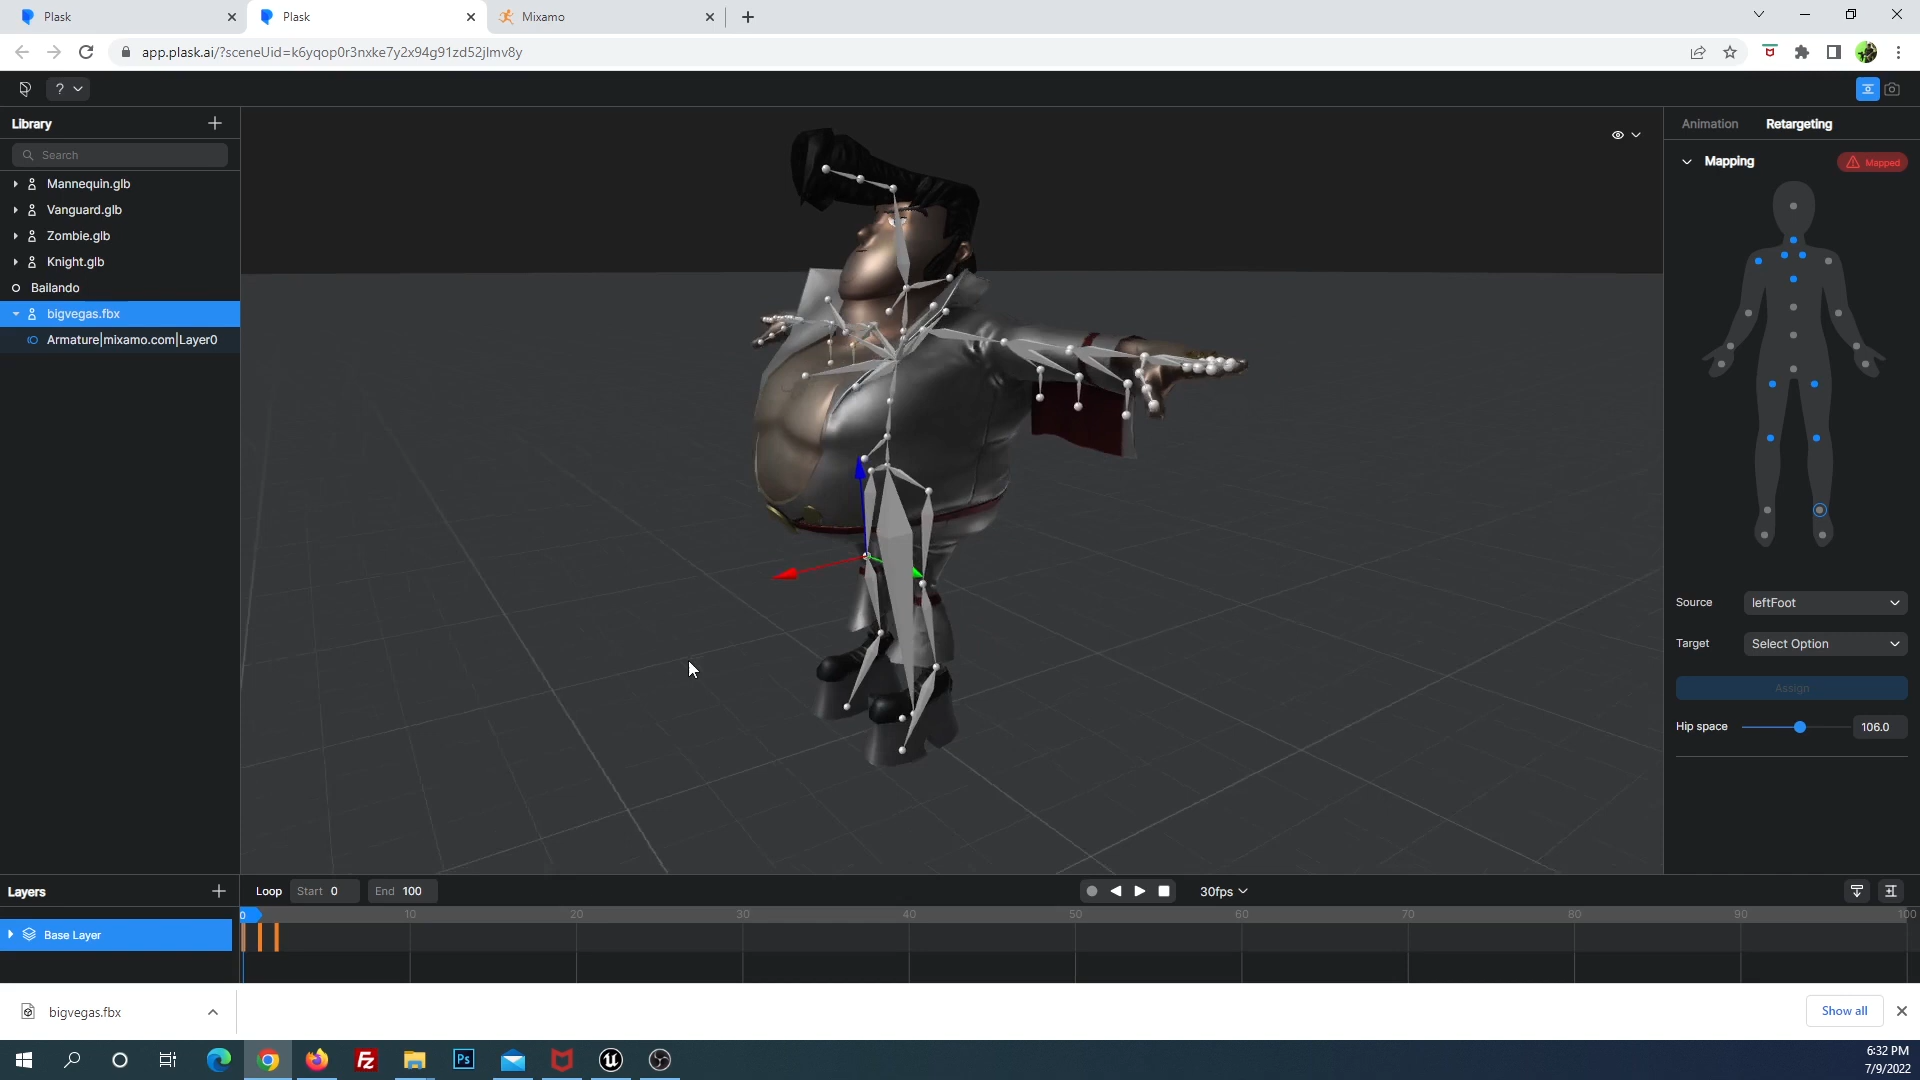 Plask
Plask
Mixamo
app.plask.ai/?sceneUid=k6yqop0r3nxke7y2x94g91zd52jlmv8y
?
Library
Search
Mannequin.glb
Vanguard.glb
Zombie.glb
Knight.glb
Bailando
bigvegas.fbx
Armature|mixamo.com|Layer0
Animation
Retargeting
Mapping
Mapped
Source
leftFoot
Target
Select Option
Assign
Hip space
106.0
Layers
Loop
Start 0
End 100
30fps
0 10 20 30 40 50 60 70 80 90 100
Base Layer
bigvegas.fbx
Show all
Fz
Ps
6:32 PM
7/9/2022